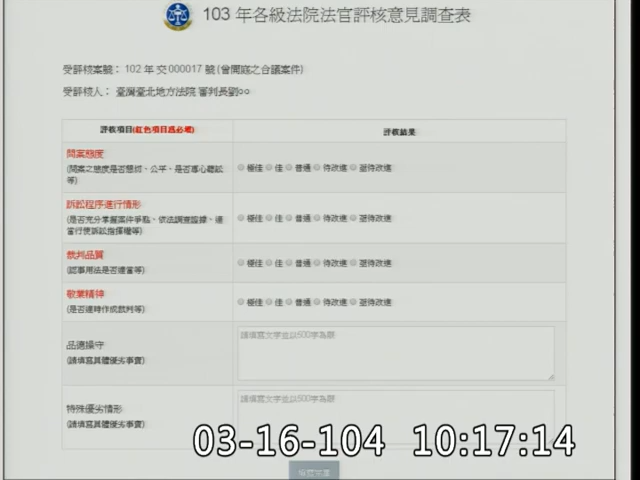 103 年各級法院法官評核意見調查表
受評核案號： 102 年 交000017 號 (曾開庭之合議案件)
受評核人： 臺灣臺北地方法院 審判長劉○○
評核項目(紅色項目為必填) 評核結果
問案態度
(問案之態度是否懇切、公平、是否專心聽訟
等)
極佳 佳 普通 待改進 亟待改進
訴訟程序進行情形
(是否充分掌握案件爭點、依法調查證據、適
當行使訴訟指揮權等)
極佳 佳 普通 待改進 亟待改進
裁判品質
(認事用法是否適當等)
極佳 佳 普通 待改進 亟待改進
敬業精神
(是否適時作成裁判等)
極佳 佳 普通 待改進 亟待改進
品德操守
(請填寫其體優劣事實)
請填寫文字並以500字為限
特殊優劣情形
(請填寫其體優劣事實)
請填寫文字並以500字為限
03-16-104 10:17:14